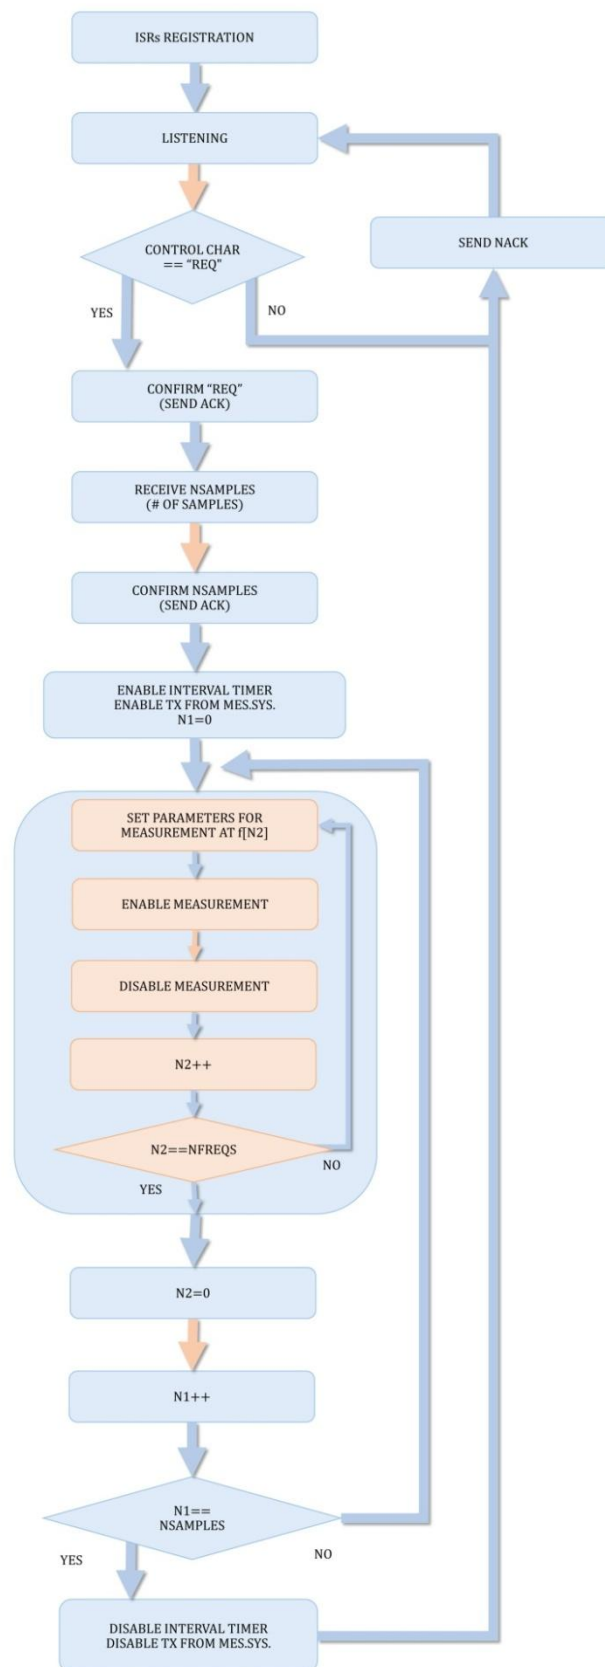 ISRs REGISTRATION
LISTENING
CONTROL CHAR
== “REQ”
SEND NACK
YES
NO
CONFIRM “REQ”
(SEND ACK)
RECEIVE NSAMPLES
(# OF SAMPLES)
CONFIRM NSAMPLES
(SEND ACK)
ENABLE INTERVAL TIMER
ENABLE TX FROM MES.SYS.
N1=0
SET PARAMETERS FOR
MEASUREMENT AT f[N2]
ENABLE MEASUREMENT
DISABLE MEASUREMENT
N2++
N2==NFREQS
NO
YES
N2=0
N1++
N1==
NSAMPLES
YES
NO
DISABLE INTERVAL TIMER
DISABLE TX FROM MES.SYS.